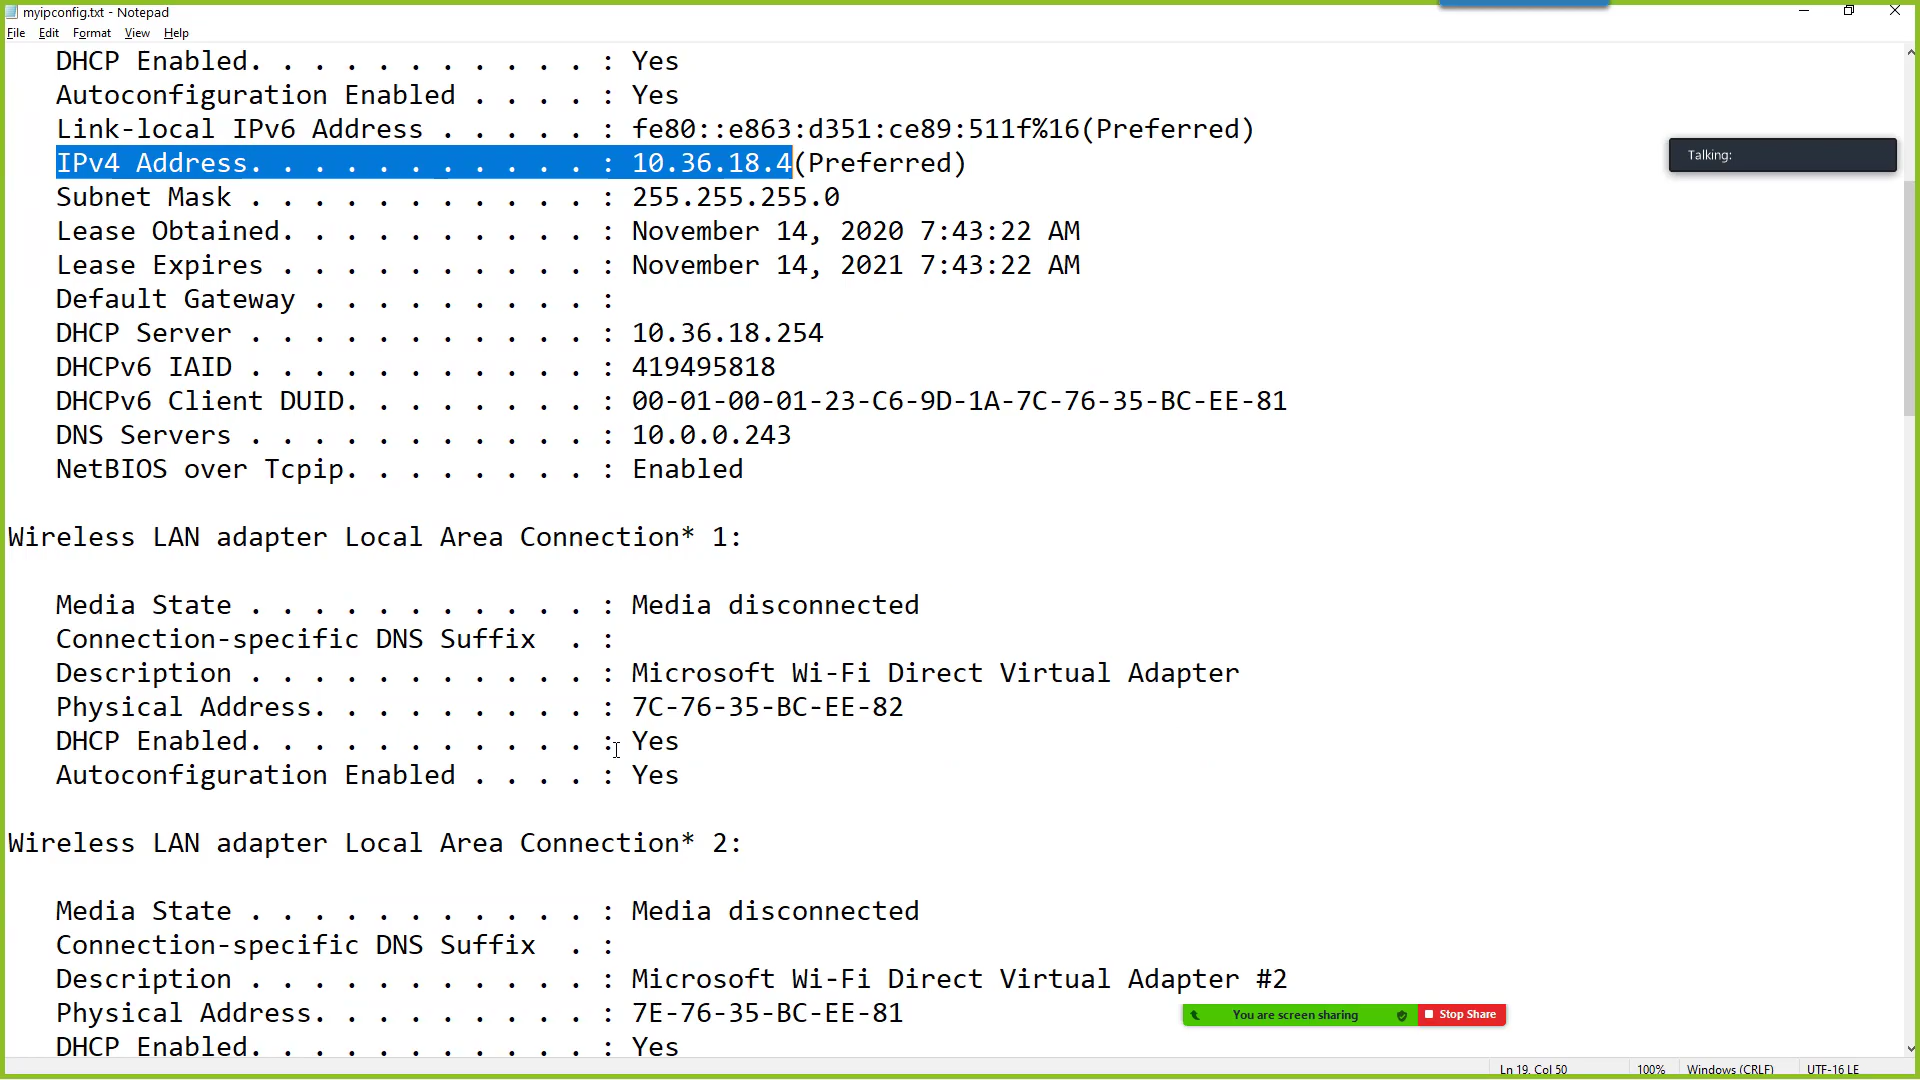 myipconfig.txt - Notepad
File Edit Format View Help
DHCP Enabled. . . . . . . . . . . : Yes
Autoconfiguration Enabled . . . . : Yes
Link-local IPv6 Address . . . . . : fe80::e863:d351:ce89:511f%16(Preferred)
IPv4 Address. . . . . . . . . . . : 10.36.18.4(Preferred)
Talking:
Subnet Mask . . . . . . . . . . . : 255.255.255.0
Lease Obtained. . . . . . . . . . : November 14, 2020 7:43:22 AM
Lease Expires . . . . . . . . . . : November 14, 2021 7:43:22 AM
Default Gateway . . . . . . . . . :
DHCP Server . . . . . . . . . . . : 10.36.18.254
DHCPv6 IAID . . . . . . . . . . . : 419495818
DHCPv6 Client DUID. . . . . . . . : 00-01-00-01-23-C6-9D-1A-7C-76-35-BC-EE-81
DNS Servers . . . . . . . . . . . : 10.0.0.243
NetBIOS over Tcpip. . . . . . . . : Enabled
Wireless LAN adapter Local Area Connection* 1:
Media State . . . . . . . . . . . : Media disconnected
Connection-specific DNS Suffix  . :
Description . . . . . . . . . . . : Microsoft Wi-Fi Direct Virtual Adapter
Physical Address. . . . . . . . . : 7C-76-35-BC-EE-82
DHCP Enabled. . . . . . . . . . . : Yes
Autoconfiguration Enabled . . . . : Yes
Wireless LAN adapter Local Area Connection* 2:
Media State . . . . . . . . . . . : Media disconnected
Connection-specific DNS Suffix  . :
Description . . . . . . . . . . . : Microsoft Wi-Fi Direct Virtual Adapter #2
Physical Address. . . . . . . . . : 7E-76-35-BC-EE-81
You are screen sharing Stop Share
DHCP Enabled. . . . . . . . . . . : Yes
Ln 19, Col 50 100% Windows (CRLF) UTF-16 LE